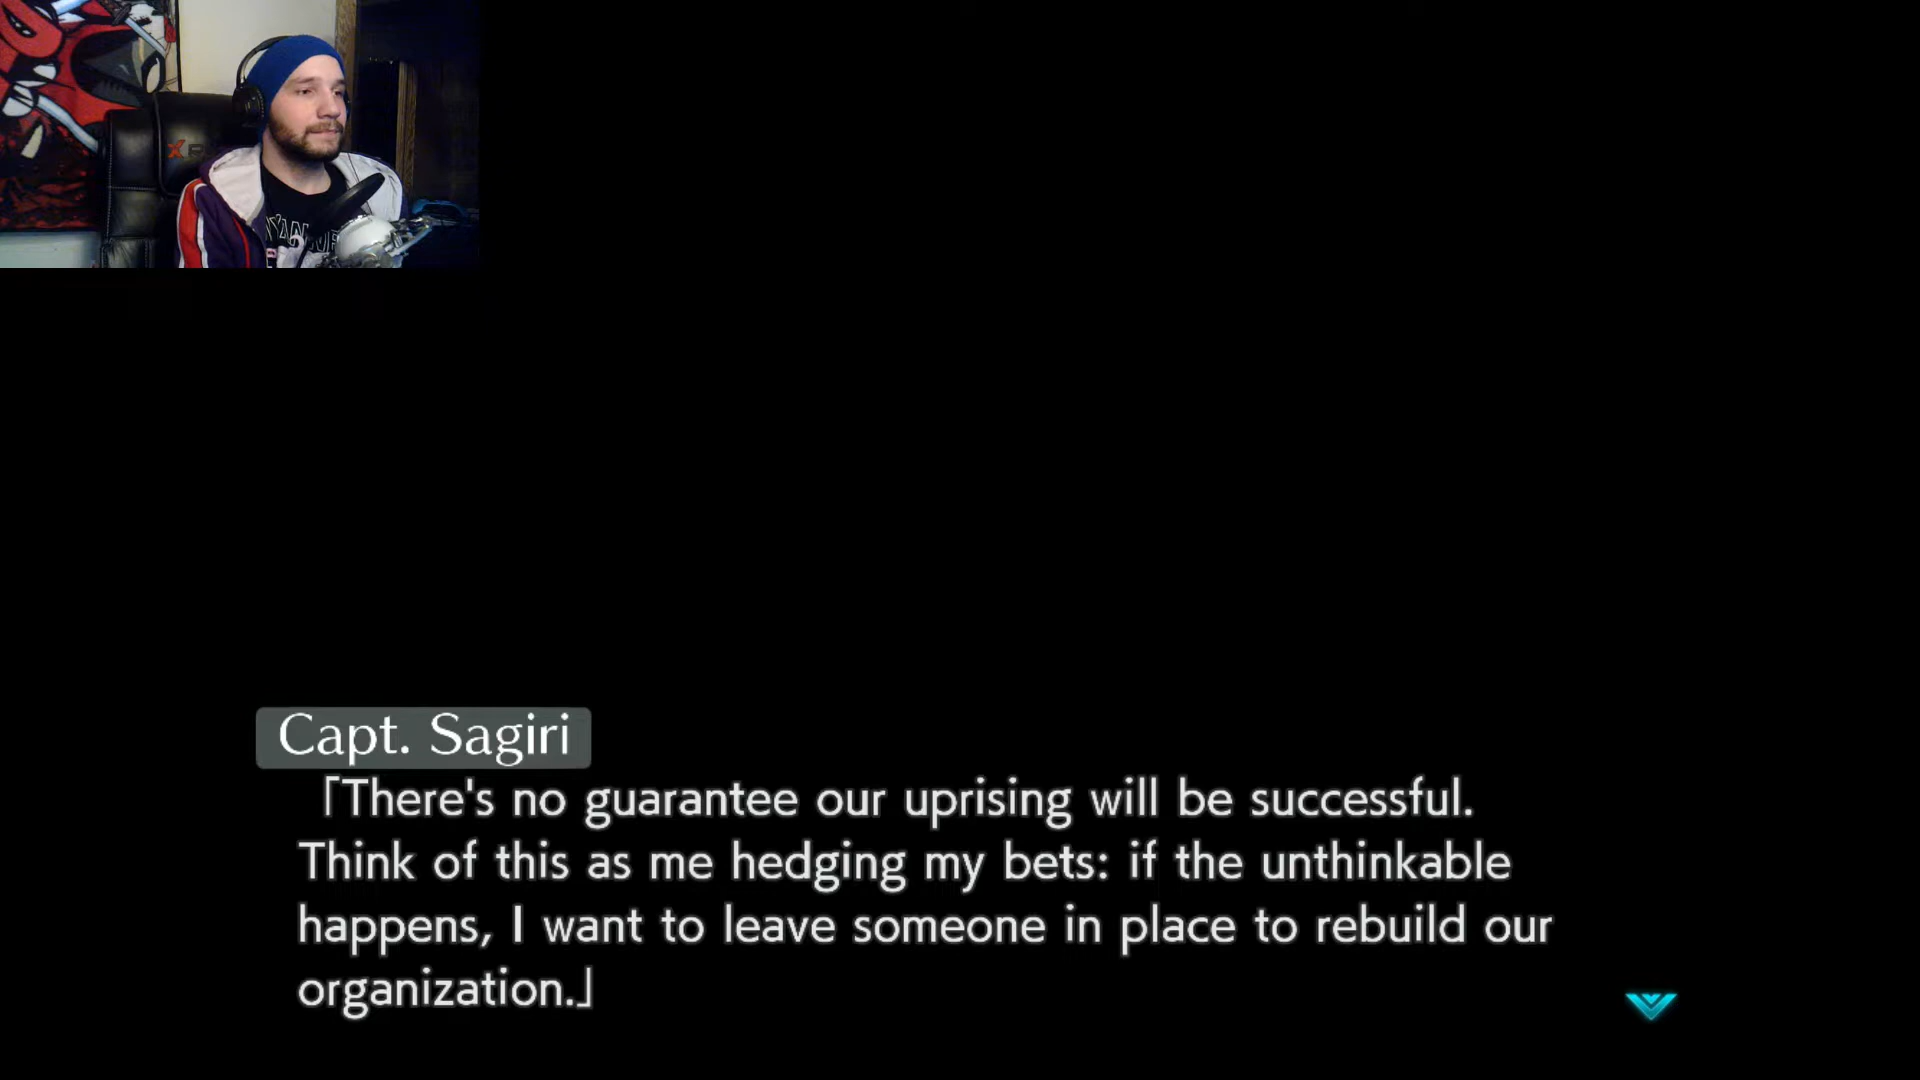 Capt. Sagiri
「There's no guarantee our uprising will be successful.
Think of this as me hedging my bets: if the unthinkable
happens, I want to leave someone in place to rebuild our
organization.」